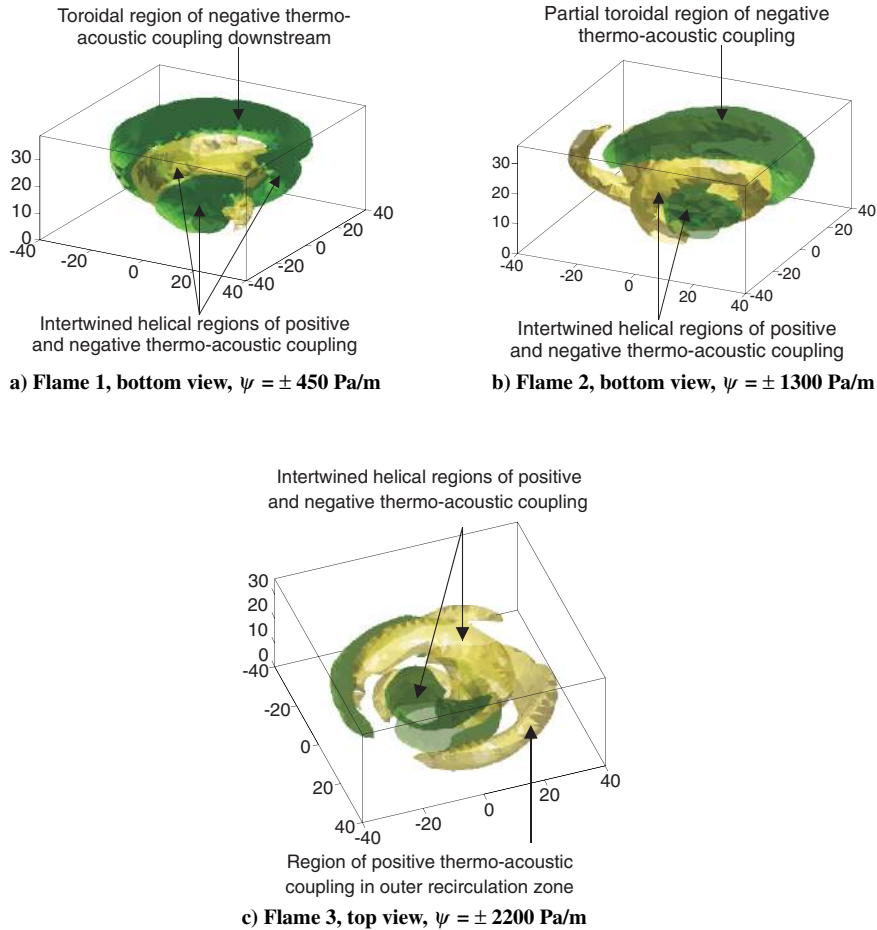 Toroidal region of negative thermo-
acoustic coupling downstream
30
20
10
0
-40
-20
0
20
40
-40
-20
0
20
40
Intertwined helical regions of positive
and negative thermo-acoustic coupling
a) Flame 1, bottom view, ψ = ± 450 Pa/m
Partial toroidal region of negative
thermo-acoustic coupling
30
20
10
0
-40
-20
0
20
40
-40
-20
0
20
40
Intertwined helical regions of positive
and negative thermo-acoustic coupling
b) Flame 2, bottom view, ψ = ± 1300 Pa/m
Intertwined helical regions of positive
and negative thermo-acoustic coupling
30
20
10
0
-40
-20
0
20
40
-40
-20
0
20
40
Region of positive thermo-acoustic
coupling in outer recirculation zone
c) Flame 3, top view, ψ = ± 2200 Pa/m